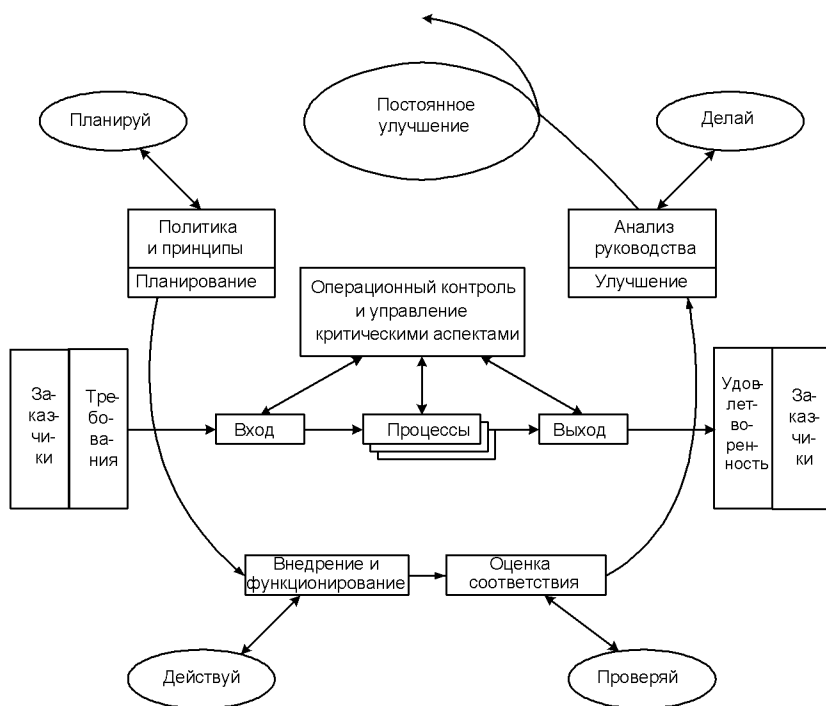 Планируй
Постоянное
улучшение
Делай
Политика
и принципы
Планирование
Анализ
руководства
Улучшение
Операционный контроль
и управление
критическими аспектами
За-
каз-
чи-
ки
Тре-
бо-
ва-
ния
Вход
Процессы
Выход
Удов-
лет-
во-
рен-
ность
За-
каз-
чи-
ки
Внедрение и
функционирование
Оценка
соответствия
Действуй
Проверяй